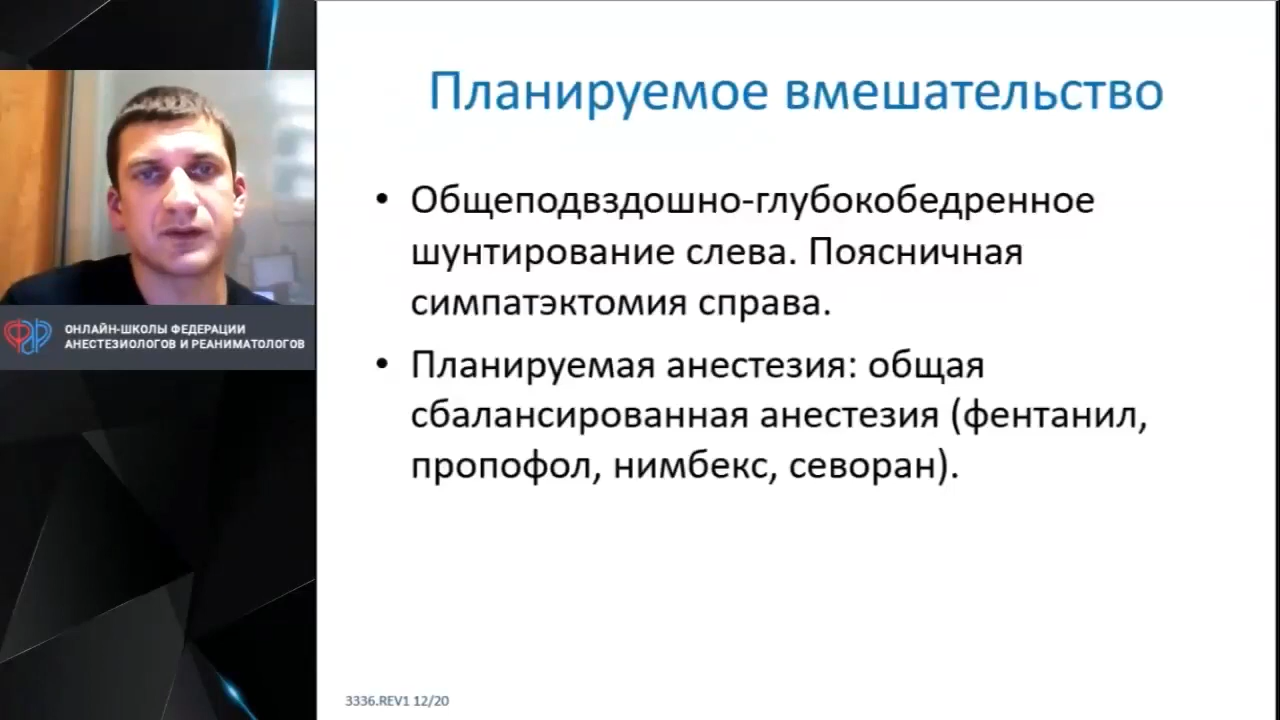 Планируемое вмешательство
• Общеподвздошно-глубокобедренное
шунтирование слева. Поясничная
симпатэктомия справа.
• Планируемая анестезия: общая
сбалансированная анестезия (фентанил,
пропофол, нимбекс, севоран).
ОНЛАЙН-ШКОЛЫ ФЕДЕРАЦИИ
АНЕСТЕЗИОЛОГОВ И РЕАНИМАТОЛОГОВ
3336.REV1 12/20